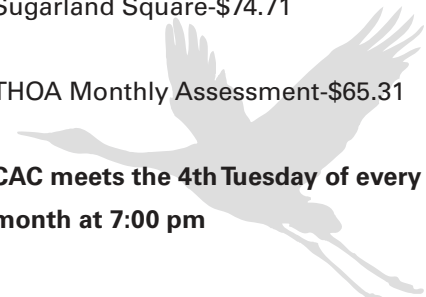 Sugarland Square-$74.71
THOA Monthly Assessment-$65.31
CAC meets the 4th Tuesday of every
month at 7:00 pm